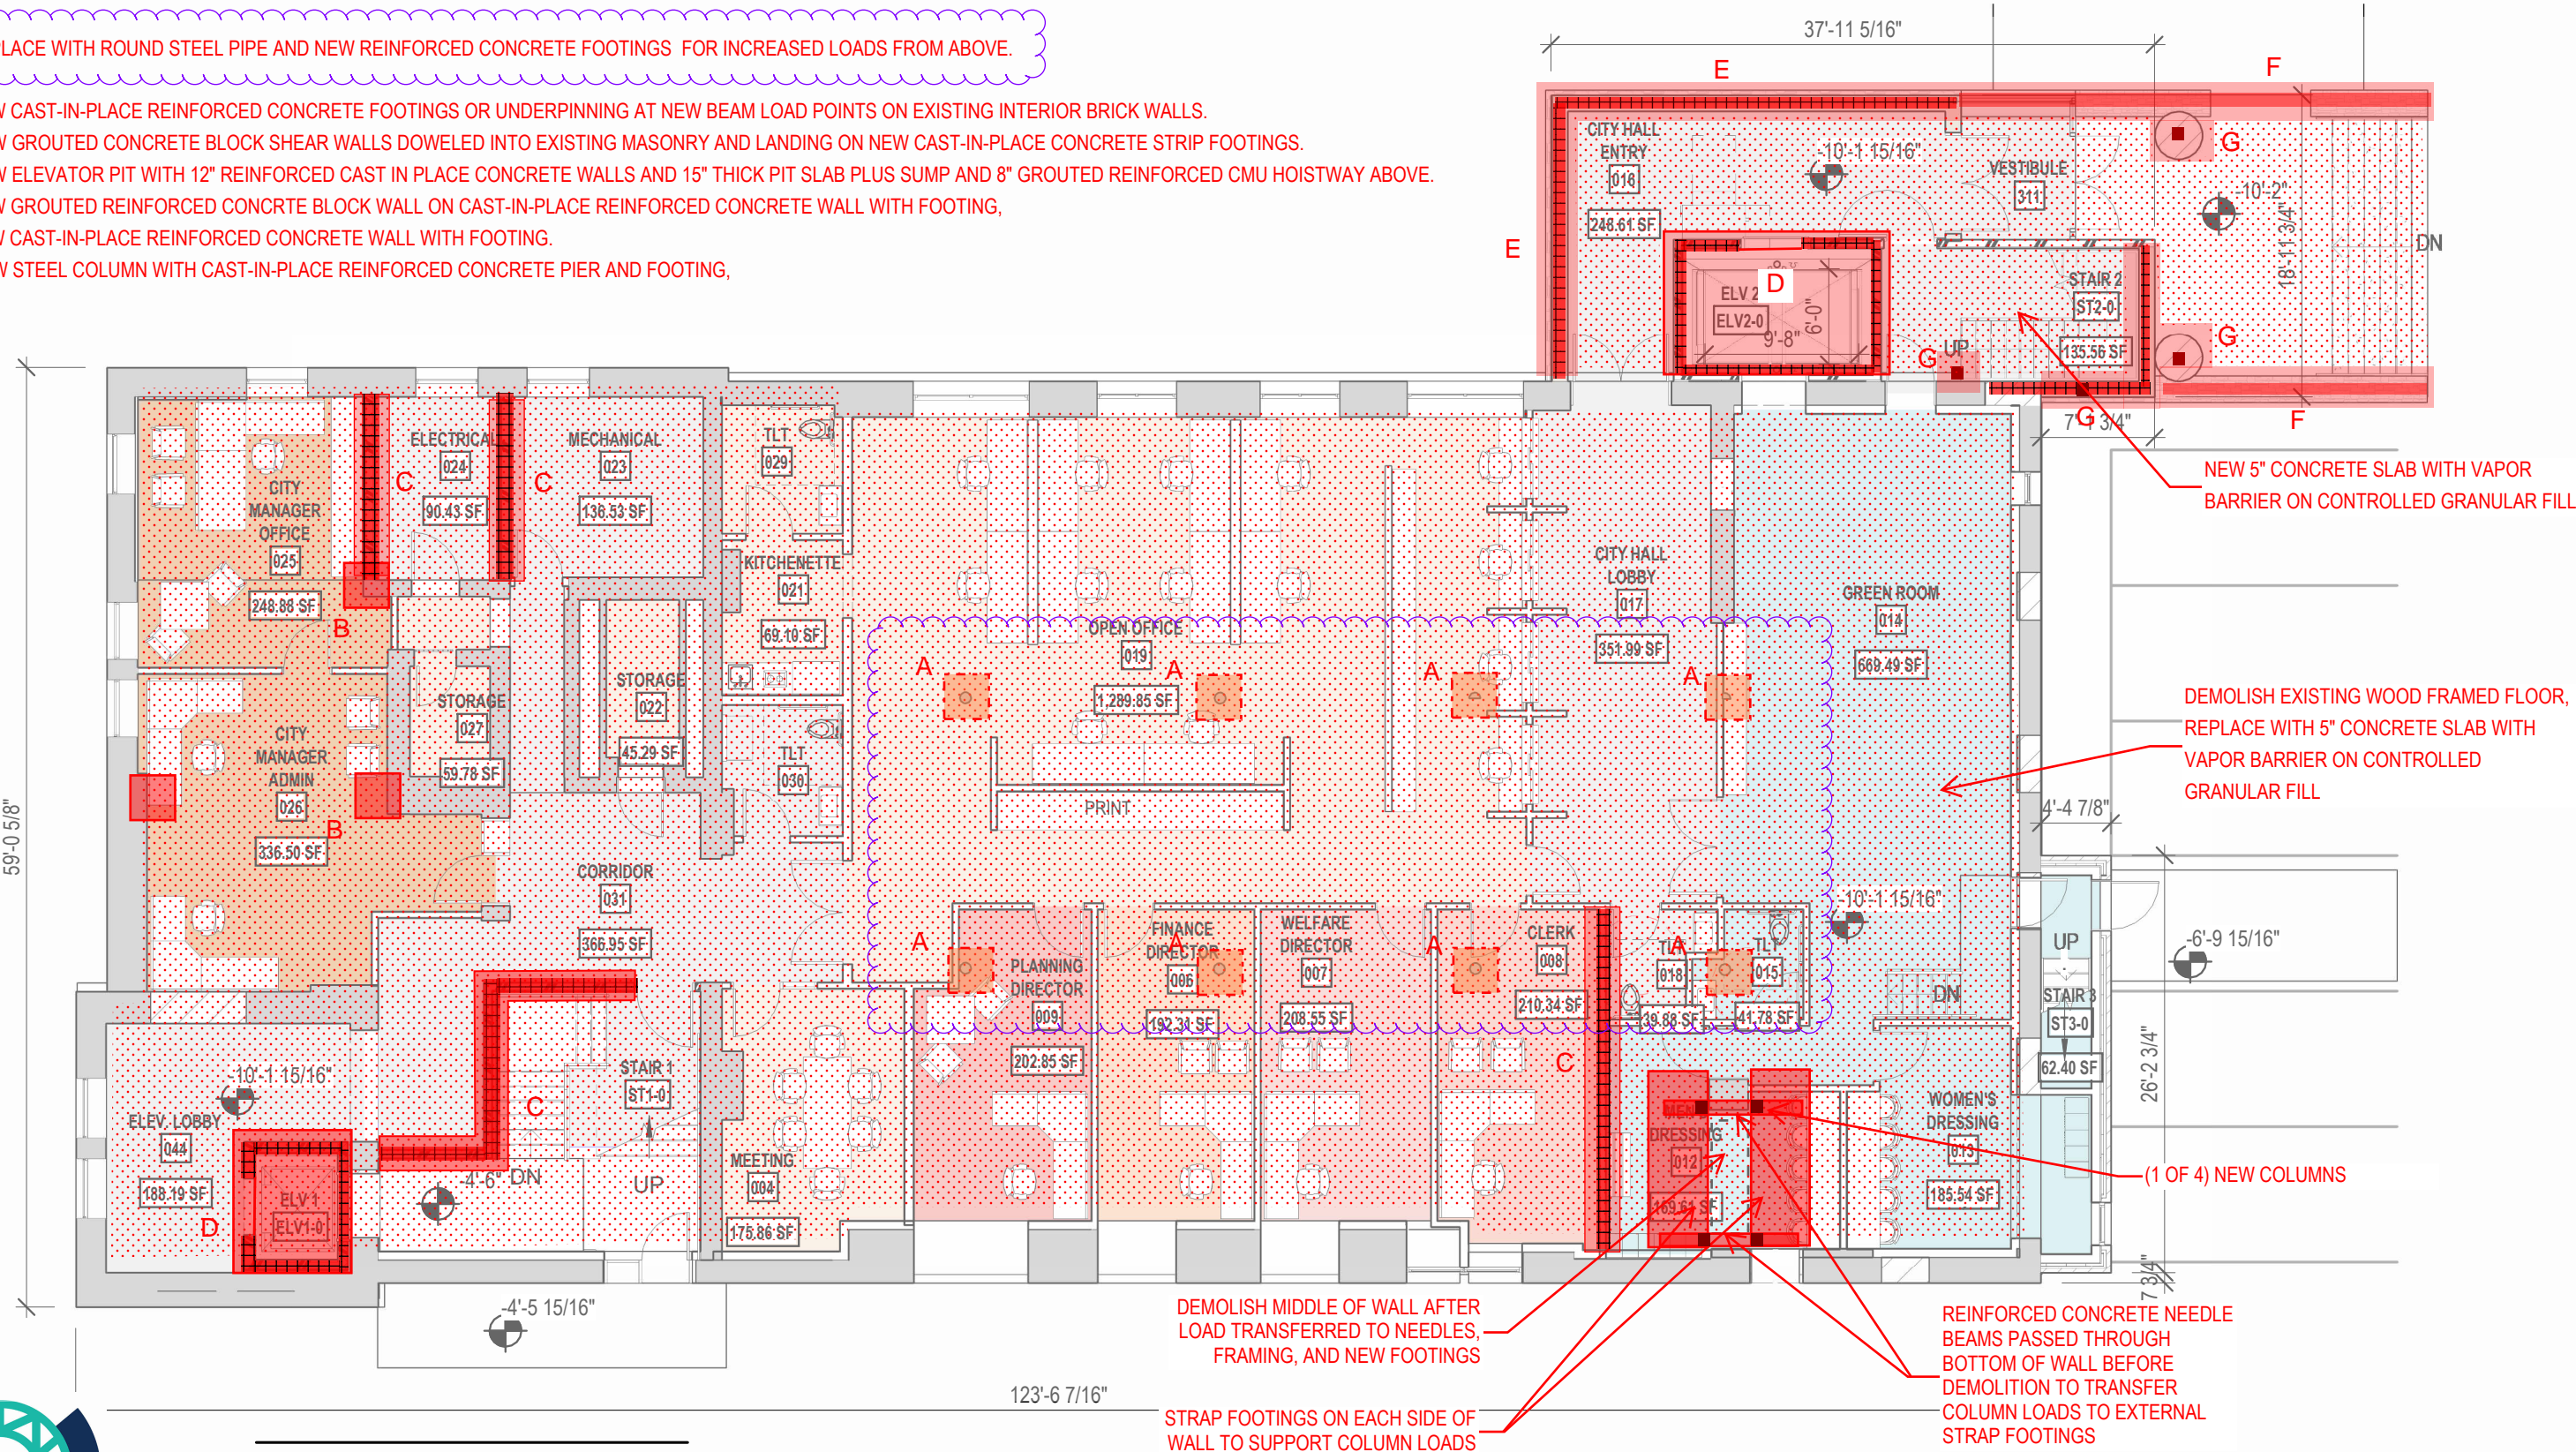 PLACE WITH ROUND STEEL PIPE AND NEW REINFORCED CONCRETE FOOTINGS FOR INCREASED LOADS FROM ABOVE.
W CAST-IN-PLACE REINFORCED CONCRETE FOOTINGS OR UNDERPINNING AT NEW BEAM LOAD POINTS ON EXISTING INTERIOR BRICK WALLS.
W GROUTED CONCRETE BLOCK SHEAR WALLS DOWELED INTO EXISTING MASONRY AND LANDING ON NEW CAST-IN-PLACE CONCRETE STRIP FOOTINGS.
W ELEVATOR PIT WITH 12" REINFORCED CAST IN PLACE CONCRETE WALLS AND 15" THICK PIT SLAB PLUS SUMP AND 8" GROUTED REINFORCED CMU HOISTWAY ABOVE.
W GROUTED REINFORCED CONCRTE BLOCK WALL ON CAST-IN-PLACE REINFORCED CONCRETE WALL WITH FOOTING,
W CAST-IN-PLACE REINFORCED CONCRETE WALL WITH FOOTING.
W STEEL COLUMN WITH CAST-IN-PLACE REINFORCED CONCRETE PIER AND FOOTING,
37'-11 5/16"
E
F
CITY HALL
ENTRY
016
248.61 SF
-10'-1 15/16"
VESTIBULE
311
G
-10'-2"
18'-11 3/4"
DN
E
D
ELV 2
ELV2-0
9'-8"
6'-0"
STAIR 2
ST2-0
135.56 SF
UP
G
G
G
F
7'-1 3/4"
NEW 5" CONCRETE SLAB WITH VAPOR
BARRIER ON CONTROLLED GRANULAR FILL
59'-0 5/8"
CITY
MANAGER
OFFICE
025
248.88 SF
B
C
ELECTRICAL
024
90.43 SF
C
MECHANICAL
023
136.53 SF
TLT
029
KITCHENETTE
021
69.10 SF
OPEN OFFICE
019
1,289.85 SF
CITY HALL
LOBBY
017
351.99 SF
GREEN ROOM
014
669.49 SF
A
A
A
A
DEMOLISH EXISTING WOOD FRAMED FLOOR,
REPLACE WITH 5" CONCRETE SLAB WITH
VAPOR BARRIER ON CONTROLLED
GRANULAR FILL
CITY
MANAGER
ADMIN
026
336.50 SF
B
STORAGE
027
59.78 SF
STORAGE
022
45.29 SF
TLT
030
PRINT
4'-4 7/8"
CORRIDOR
031
366.95 SF
A
A
A
A
PLANNING
DIRECTOR
009
202.85 SF
FINANCE
DIRECTOR
006
192.31 SF
WELFARE
DIRECTOR
007
208.55 SF
CLERK
008
210.34 SF
TLT
018
39.88 SF
TLT
015
41.78 SF
-10'-1 15/16"
DN
UP
STAIR 3
ST3-0
62.40 SF
-6'-9 15/16"
26'-2 3/4"
7 3/4"
-10'-1 15/16"
ELEV. LOBBY
044
188.19 SF
D
ELV 1
ELV1-0
C
STAIR 1
ST1-0
-4'-6"
DN
UP
MEETING
004
175.86 SF
C
DRESSING
012
169.61 SF
WOMEN'S
DRESSING
013
185.54 SF
(1 OF 4) NEW COLUMNS
-4'-5 15/16"
DEMOLISH MIDDLE OF WALL AFTER
LOAD TRANSFERRED TO NEEDLES,
FRAMING, AND NEW FOOTINGS
REINFORCED CONCRETE NEEDLE
BEAMS PASSED THROUGH
BOTTOM OF WALL BEFORE
DEMOLITION TO TRANSFER
COLUMN LOADS TO EXTERNAL
STRAP FOOTINGS
123'-6 7/16"
STRAP FOOTINGS ON EACH SIDE OF
WALL TO SUPPORT COLUMN LOADS